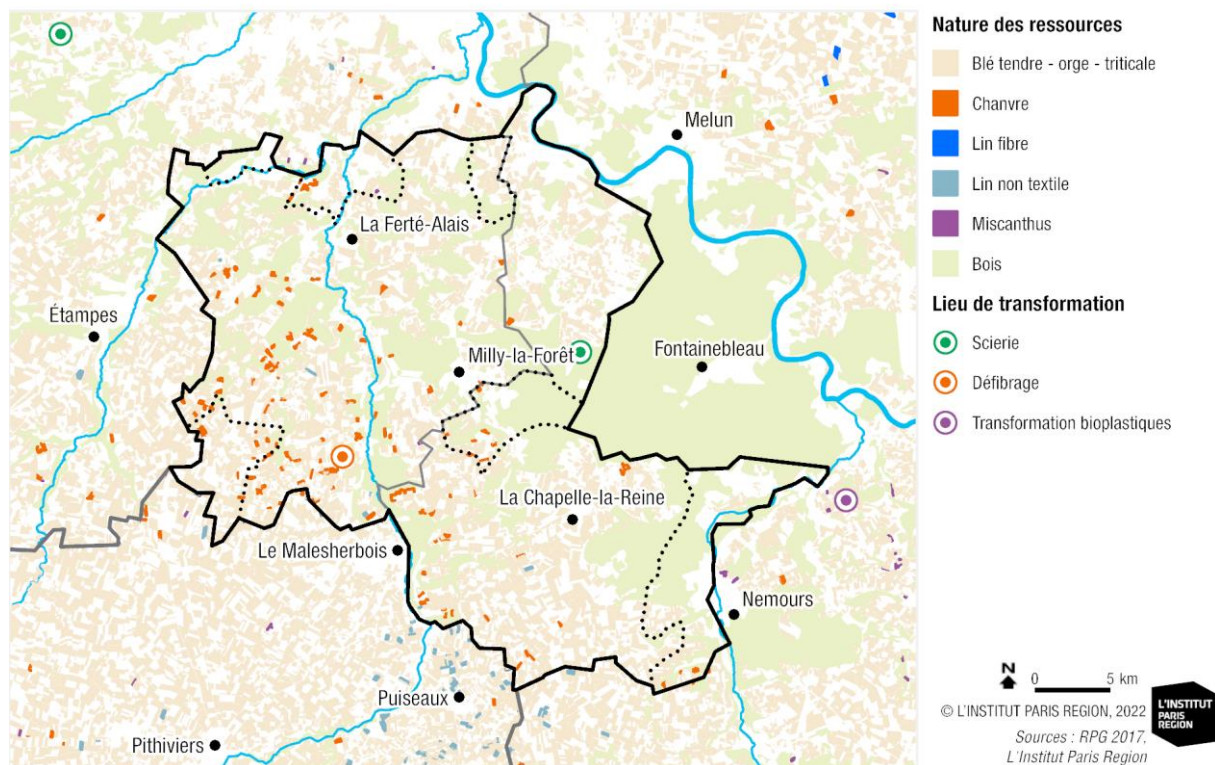 Melun
La Ferté-Alais
Étampes
Milly-la-Forêt
Fontainebleau
La Chapelle-la-Reine
Le Malesherbois
Nemours
Puiseaux
Pithiviers
Nature des ressources
Blé tendre - orge - triticale
Chanvre
Lin fibre
Lin non textile
Miscanthus
Bois
Lieu de transformation
Scierie
Défibrage
Transformation bioplastiques
N
0 5 km
© L'INSTITUT PARIS REGION, 2022
Sources : RPG 2017,
L'Institut Paris Region
L'INSTITUT
PARIS
REGION